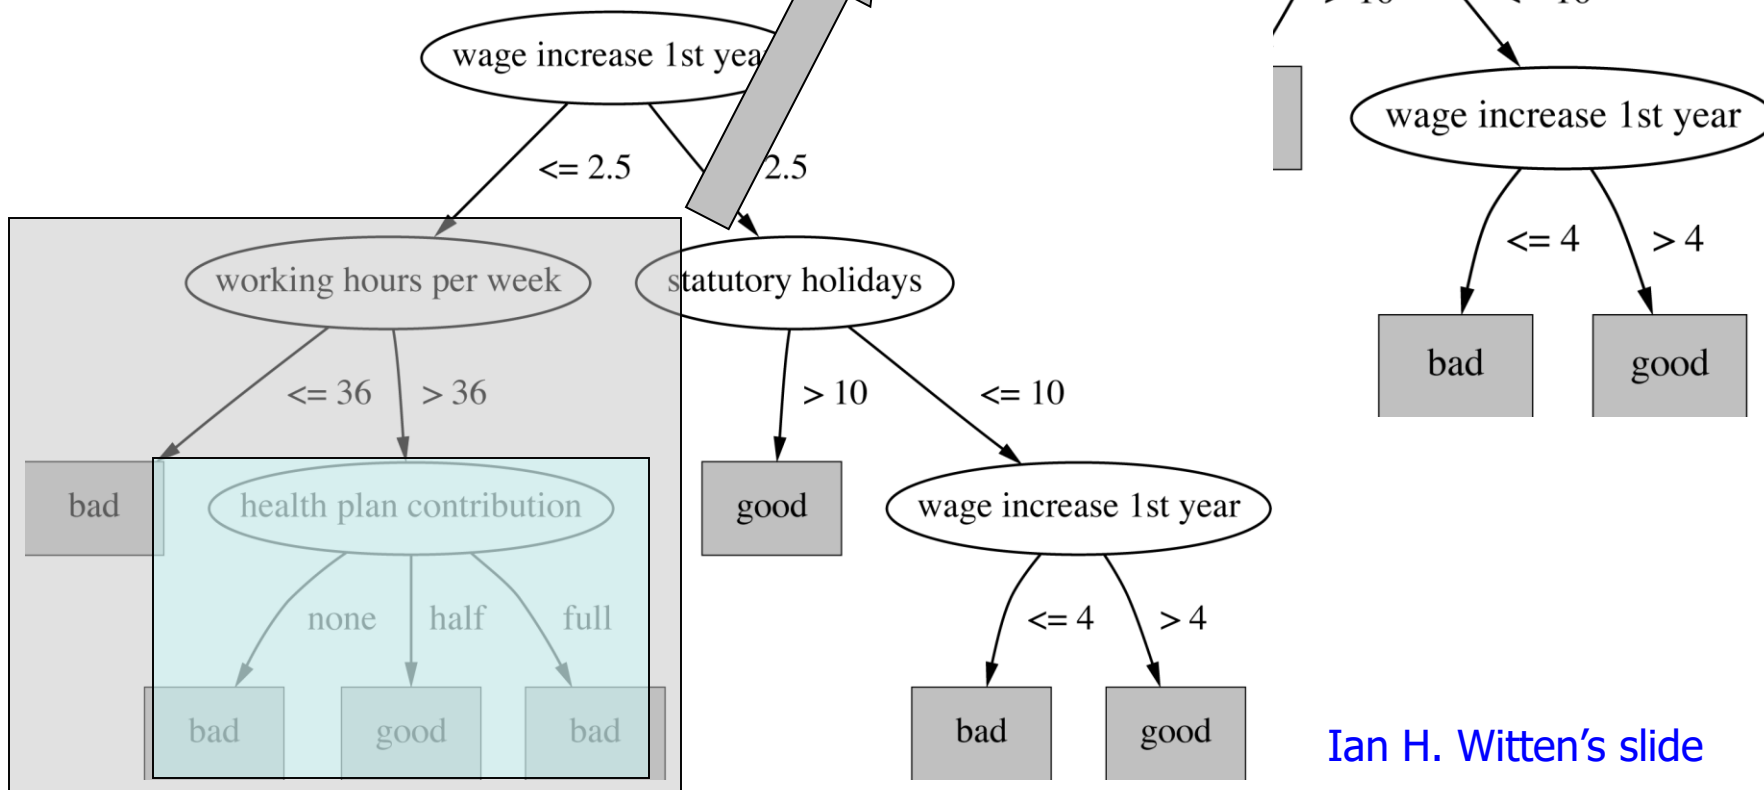 wage increase 1st yea
<= 2.5
2.5
working hours per week
statutory holidays
<= 36
> 36
> 10
<= 10
bad
health plan contribution
good
wage increase 1st year
none
half
full
<= 4
> 4
bad
good
bad
bad
good
wage increase 1st year
<= 4
> 4
bad
good
Ian H. Witten’s slide